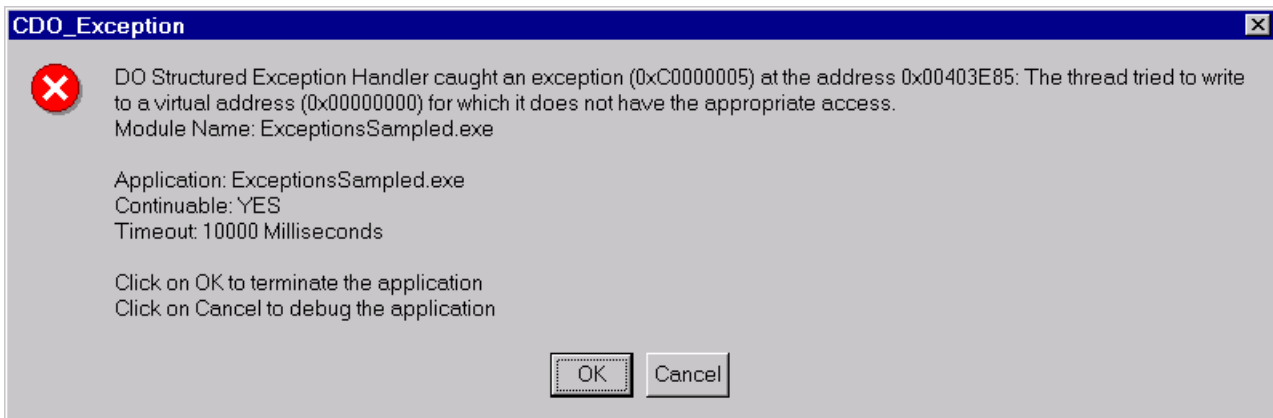 CDO_Exception
DO Structured Exception Handler caught an exception (0xC0000005) at the address 0x00403E85: The thread tried to write
to a virtual address (0x00000000) for which it does not have the appropriate access.
Module Name: ExceptionsSampled.exe
Application: ExceptionsSampled.exe
Continuable: YES
Timeout: 10000 Milliseconds
Click on OK to terminate the application
Click on Cancel to debug the application
OK
Cancel